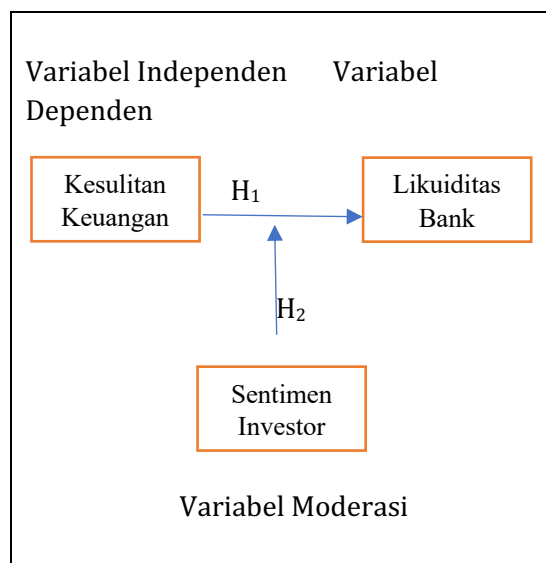 Variabel Independen Variabel
Dependen
Kesulitan
Keuangan
H₁
Likuiditas
Bank
H₂
Sentimen
Investor
Variabel Moderasi